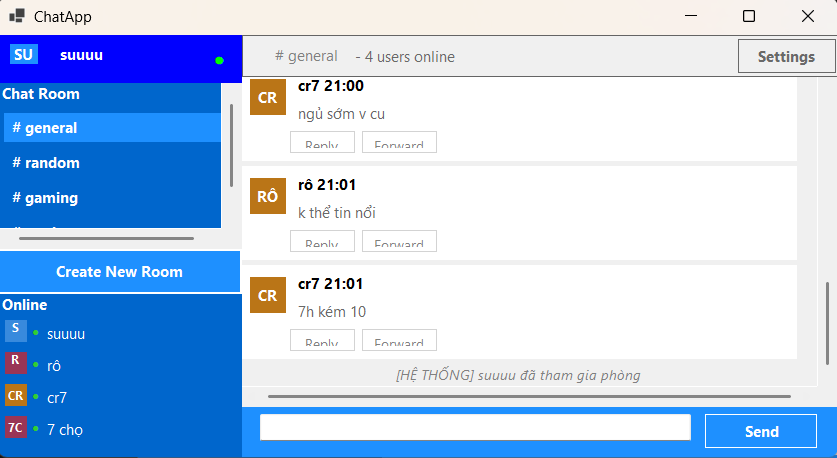 ChatApp
SU suuuu
# general - 4 users online
Settings
Chat Room
# general
# random
# gaming
Create New Room
Online
S suuuu
R rô
CR cr7
7C 7 chọ
CR cr7 21:00
ngủ sớm v cu
Reply Forward
RÔ rô 21:01
k thể tin nổi
Reply Forward
CR cr7 21:01
7h kém 10
Reply Forward
[HỆ THỐNG] suuuu đã tham gia phòng
Send